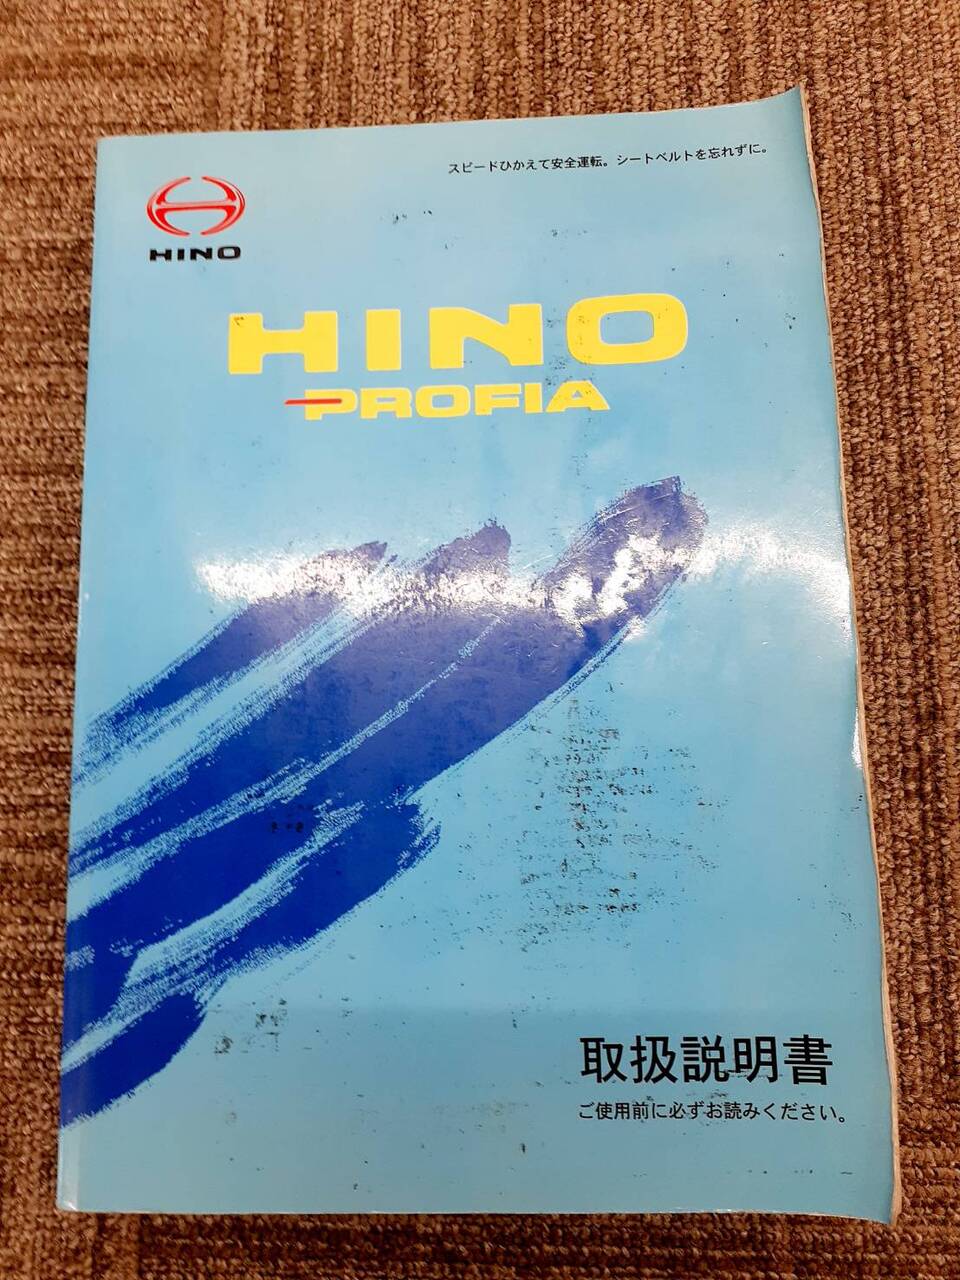 スピードひかえて安全運転。シートベルトを忘れずに。
HINO
HINO
PROFIA
取扱説明書
ご使用前に必ずお読みください。